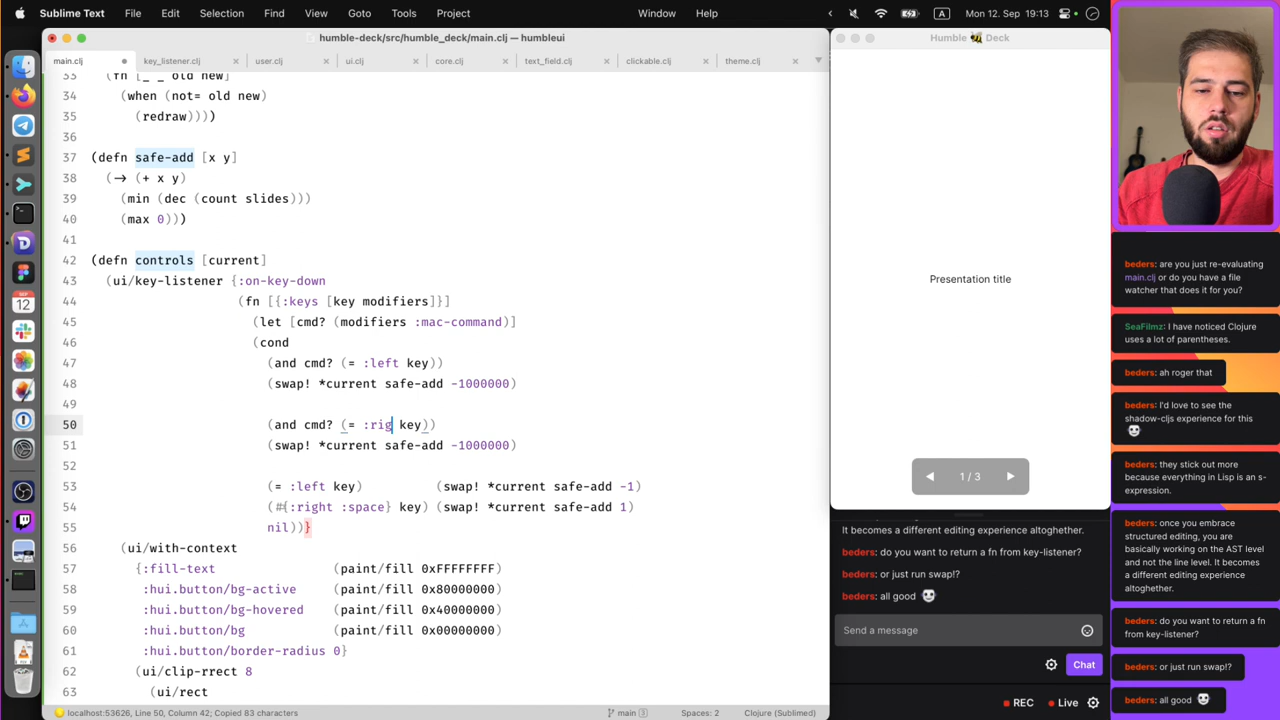 Sublime Text File Edit Selection Find View Goto Tools Project Window Help A Mon 12. Sep 19:13
humble-deck/src/humble_deck/main.clj — humbleui
main.clj key_listener.clj user.clj ui.clj core.clj text_field.clj clickable.clj theme.clj
33 (fn [_ _ old new]
34 (when (not= old new)
35 (redraw))))
36
37 (defn safe-add [x y]
38 (-> (+ x y)
39 (min (dec (count slides)))
40 (max 0)))
41
42 (defn controls [current]
43 (ui/key-listener {:on-key-down
44 (fn [{:keys [key modifiers]}]
45 (let [cmd? (modifiers :mac-command)]
46 (cond
47 (and cmd? (= :left key))
48 (swap! *current safe-add -1000000)
49
50 (and cmd? (= :rig key))
51 (swap! *current safe-add -1000000)
52
53 (= :left key) (swap! *current safe-add -1)
54 (#{:right :space} key) (swap! *current safe-add 1)
55 nil))}
56 (ui/with-context
57 {:fill-text (paint/fill 0xFFFFFFFF)
58 :hui.button/bg-active (paint/fill 0x80000000)
59 :hui.button/bg-hovered (paint/fill 0x40000000)
60 :hui.button/bg (paint/fill 0x00000000)
61 :hui.button/border-radius 0}
62 (ui/clip-rrect 8
63 (ui/rect
localhost:53626, Line 50, Column 42; Copied 83 characters main 3 Spaces: 2 Clojure (Sublimed)
SEP
12
Humble 🐝 Deck
Presentation title
◀ 1 / 3 ▶
It becomes a different editing experience altoghether.
beders: do you want to return a fn from key-listener?
beders: or just run swap!?
beders: all good
Send a message
Chat
REC Live
beders: are you just re-evaluating
main.clj or do you have a file
watcher that does it for you?
SeaFilmz: I have noticed Clojure
uses a lot of parentheses.
beders: ah roger that
beders: I'd love to see the
shadow-cljs experience for this
beders: they stick out more
because everything in Lisp is an s-
expression.
beders: once you embrace
structured editing, you are
basically working on the AST level
and not the line level. It becomes
a different editing experience
altoghether.
beders: do you want to return a fn
from key-listener?
beders: or just run swap!?
beders: all good